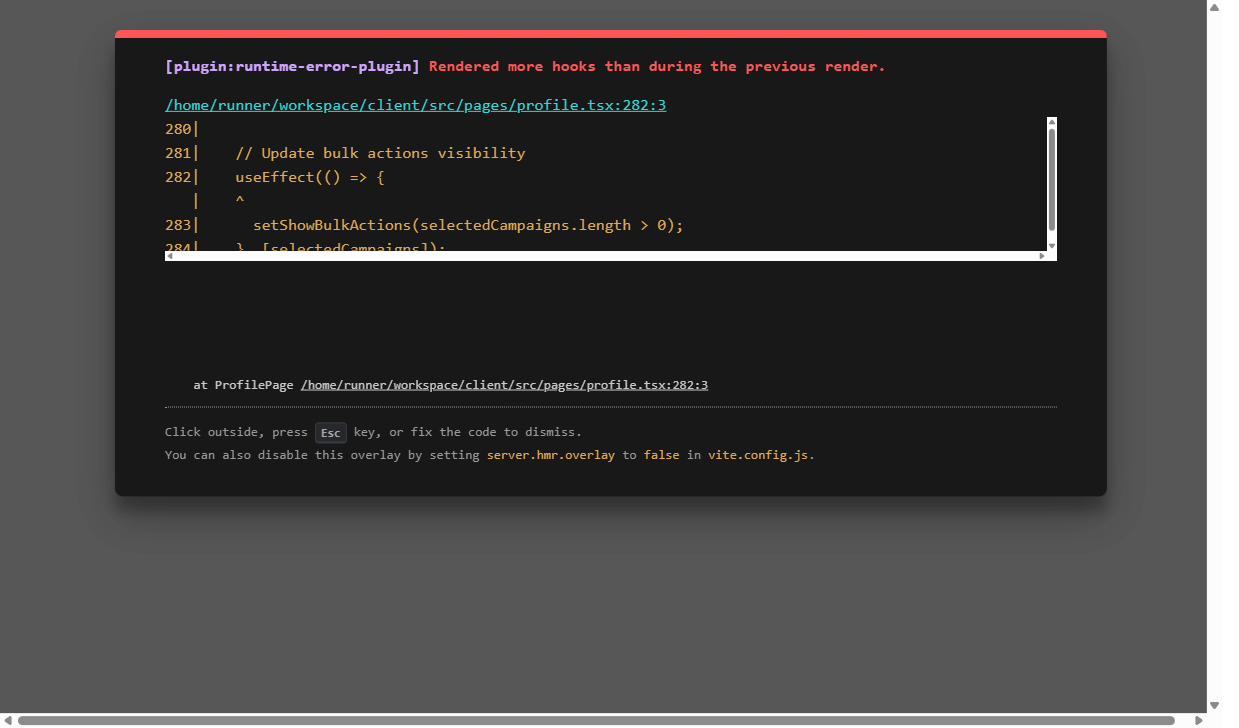 [plugin:runtime-error-plugin] Rendered more hooks than during the previous render.
/home/runner/workspace/client/src/pages/profile.tsx:282:3
280|
281|    // Update bulk actions visibility
282|    useEffect(() => {
   |    ^
283|      setShowBulkActions(selectedCampaigns.length > 0);
284|    }, [selectedCampaigns]);
at ProfilePage /home/runner/workspace/client/src/pages/profile.tsx:282:3
Click outside, press Esc key, or fix the code to dismiss.
You can also disable this overlay by setting server.hmr.overlay to false in vite.config.js.